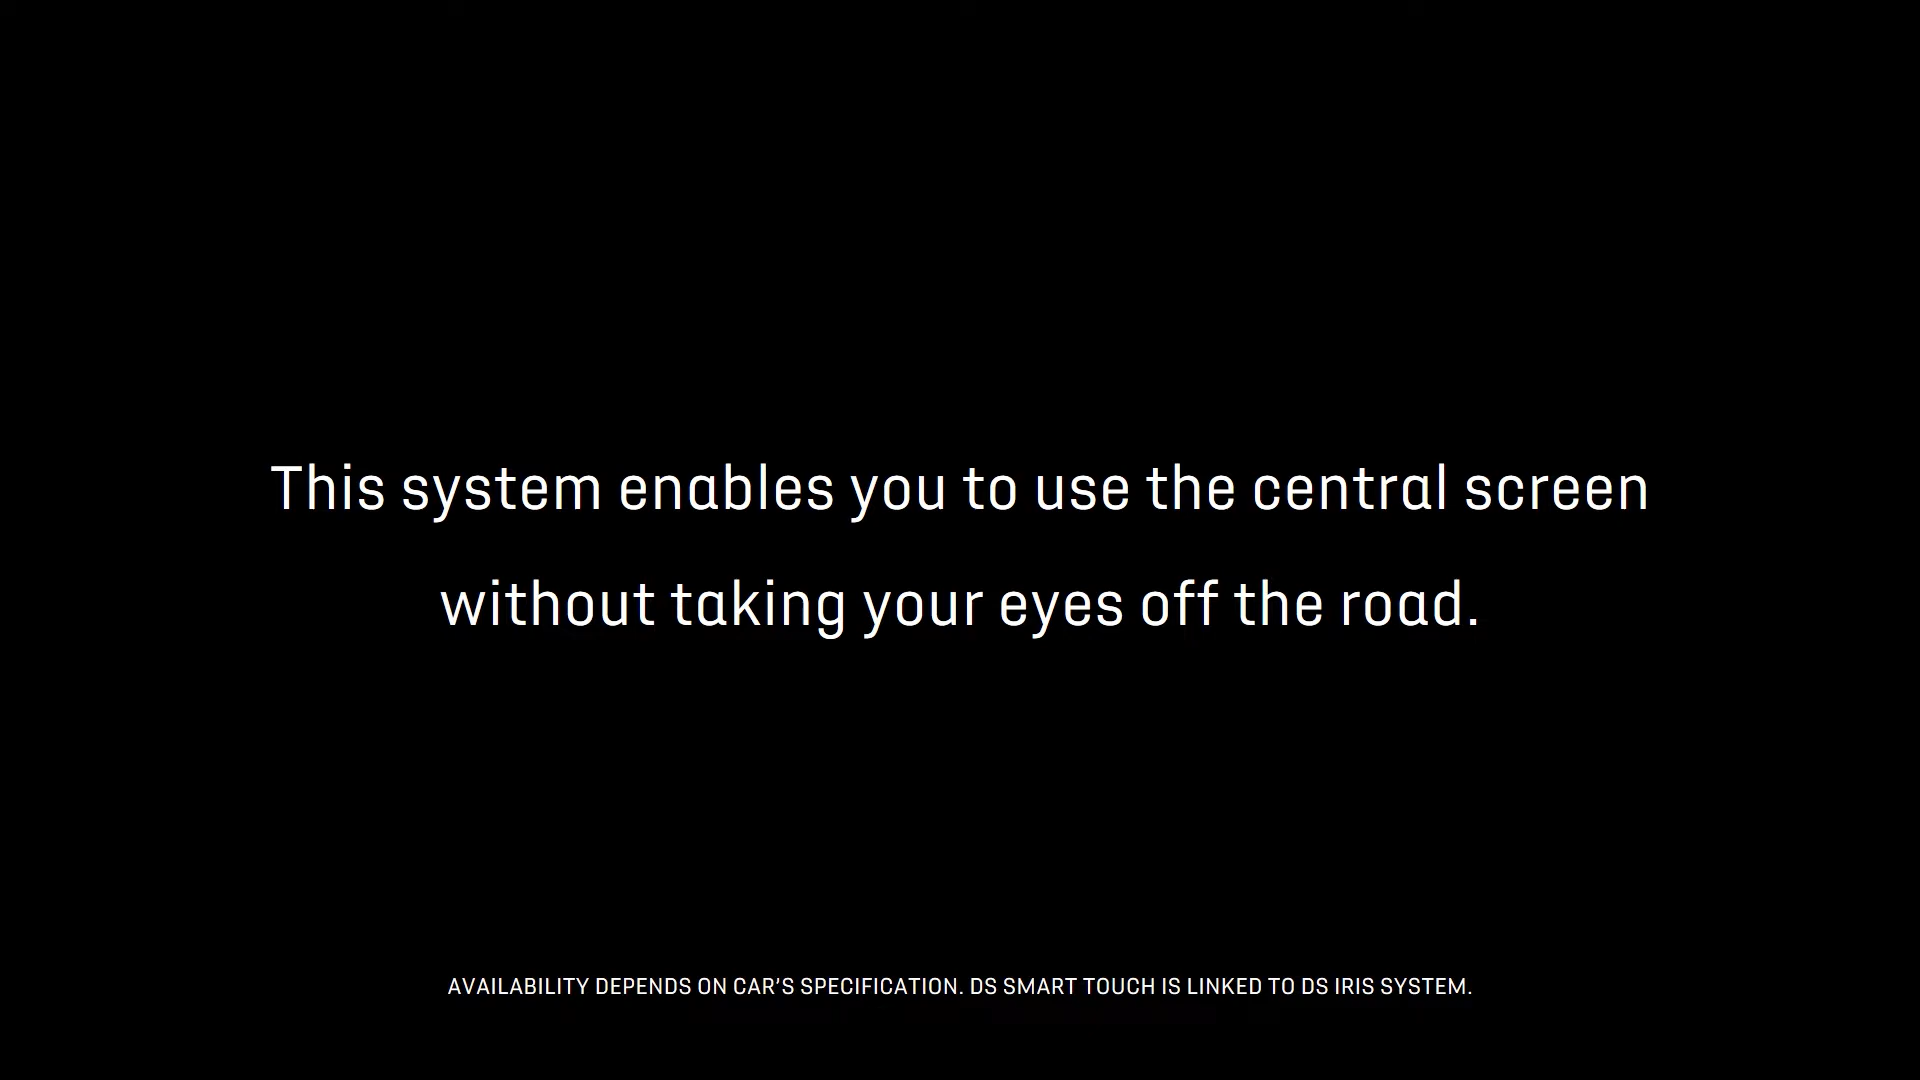 This system enables you to use the central screen
without taking your eyes off the road.
AVAILABILITY DEPENDS ON CAR'S SPECIFICATION. DS SMART TOUCH IS LINKED TO DS IRIS SYSTEM.